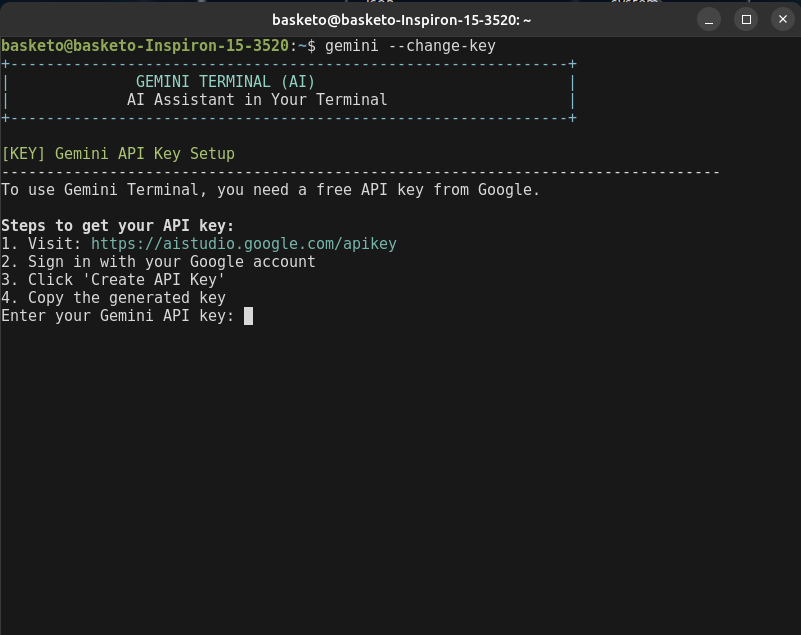 basketo@basketo-Inspiron-15-3520: ~
basketo@basketo-Inspiron-15-3520:~$ gemini --change-key
+--------------------------------------------------------------+
| GEMINI TERMINAL (AI) |
| AI Assistant in Your Terminal |
+--------------------------------------------------------------+
[KEY] Gemini API Key Setup
--------------------------------------------------------------------------------
To use Gemini Terminal, you need a free API key from Google.
Steps to get your API key:
1. Visit: https://aistudio.google.com/apikey
2. Sign in with your Google account
3. Click 'Create API Key'
4. Copy the generated key
Enter your Gemini API key: